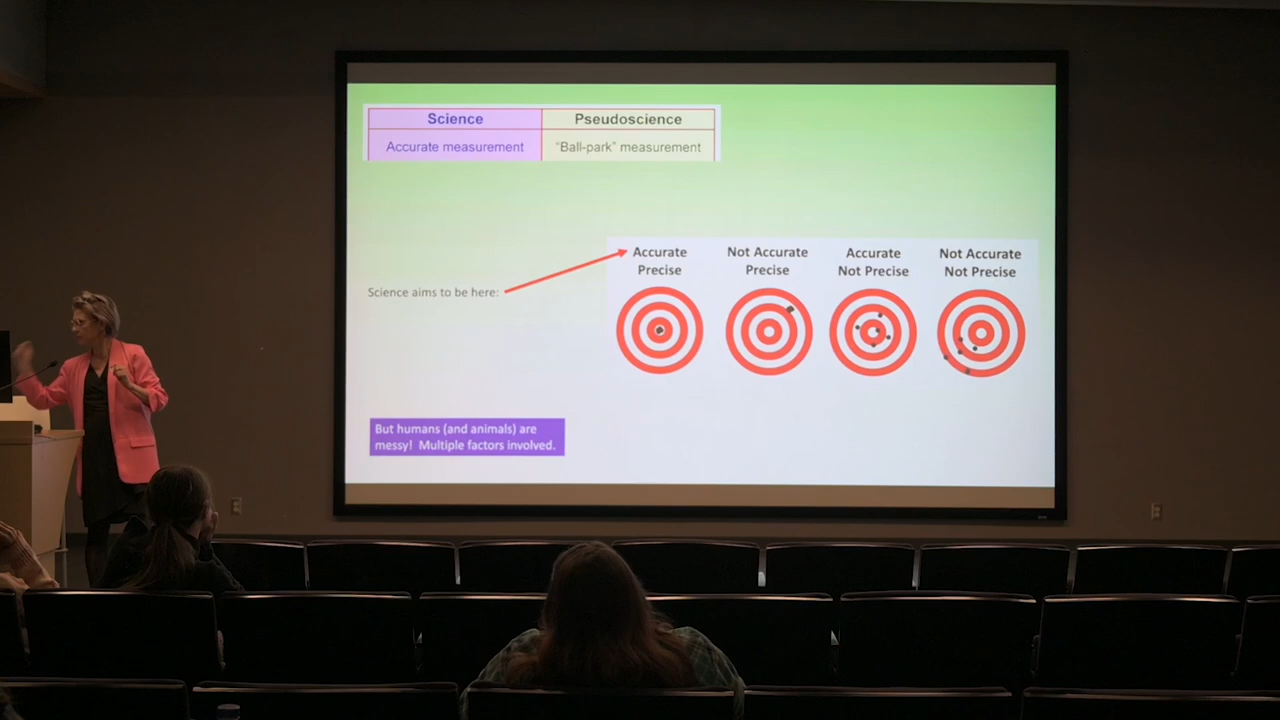 Science
Pseudoscience
Accurate measurement
"Ball-park" measurement
Accurate
Precise
Not Accurate
Precise
Accurate
Not Precise
Not Accurate
Not Precise
Science aims to be here:
But humans (and animals) are
messy! Multiple factors involved.